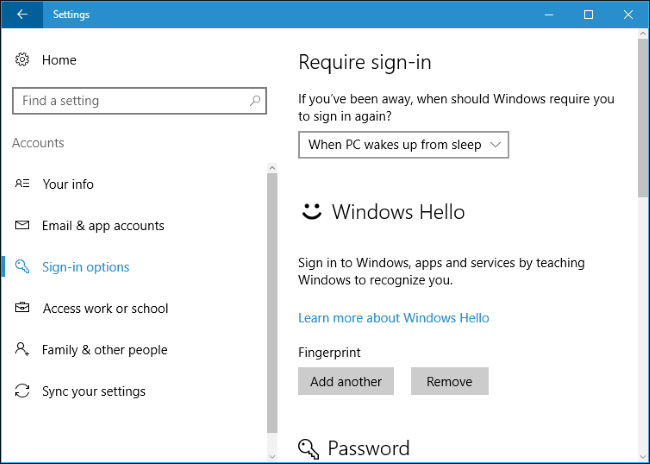 Settings
Home
Find a setting
Accounts
Your info
Email & app accounts
Sign-in options
Access work or school
Family & other people
Sync your settings
Require sign-in
If you've been away, when should Windows require you
to sign in again?
When PC wakes up from sleep
Windows Hello
Sign in to Windows, apps and services by teaching
Windows to recognize you.
Learn more about Windows Hello
Fingerprint
Add another
Remove
Password